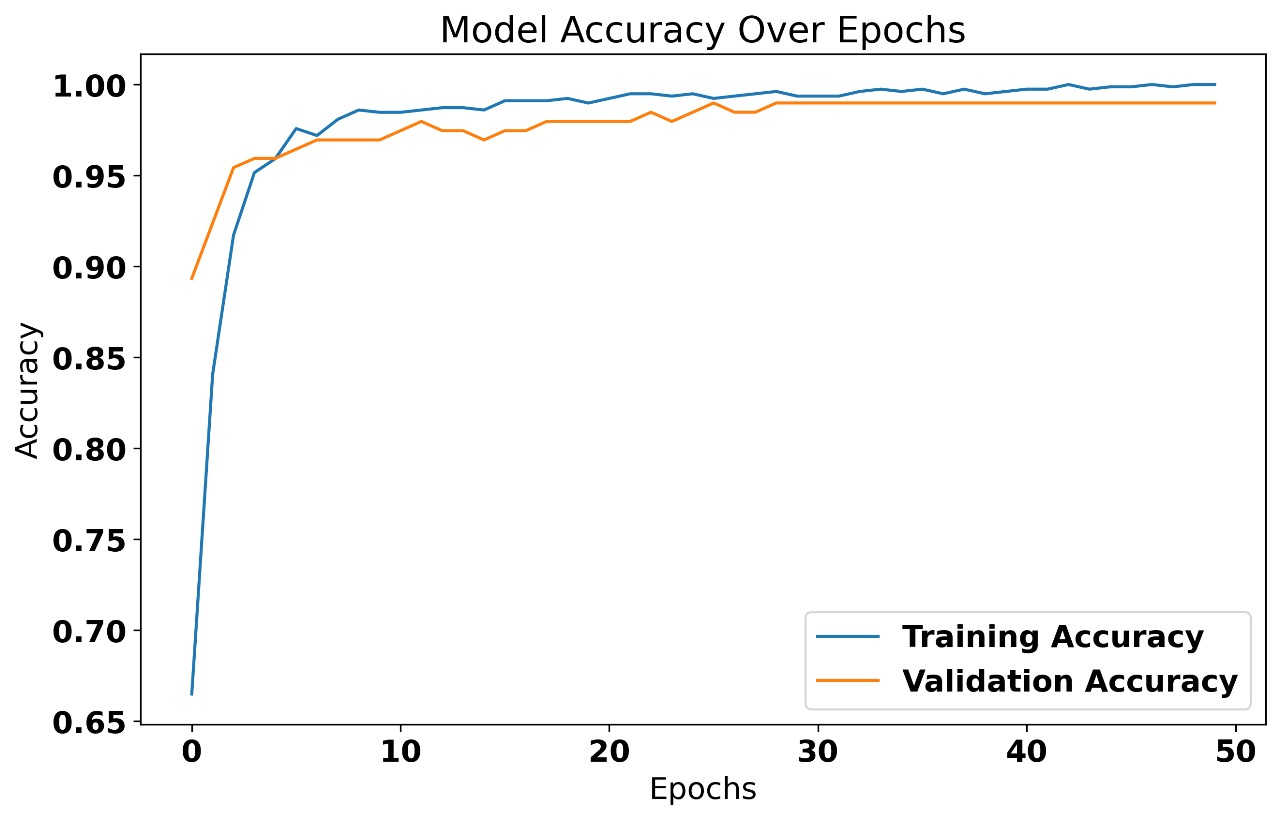 Model Accuracy Over Epochs
1.00
0.95
0.90
0.85
0.80
0.75
0.70
0.65
Accuracy
Training Accuracy
Validation Accuracy
0 10 20 30 40 50
Epochs